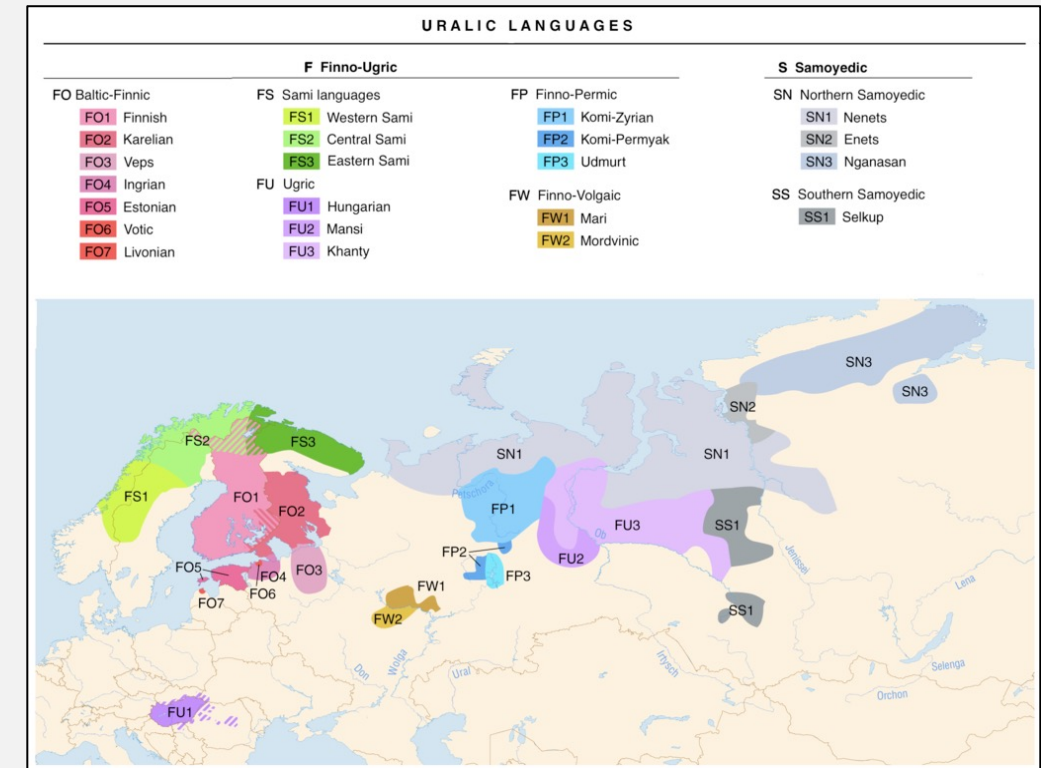 URALIC LANGUAGES
F Finno-Ugric
S Samoyedic
FO Baltic-Finnic
FO1 Finnish
FO2 Karelian
FO3 Veps
FO4 Ingrian
FO5 Estonian
FO6 Votic
FO7 Livonian
FS Sami languages
FS1 Western Sami
FS2 Central Sami
FS3 Eastern Sami
FU Ugric
FU1 Hungarian
FU2 Mansi
FU3 Khanty
FP Finno-Permic
FP1 Komi-Zyrian
FP2 Komi-Permyak
FP3 Udmurt
FW Finno-Volgaic
FW1 Mari
FW2 Mordvinic
SN Northern Samoyedic
SN1 Nenets
SN2 Enets
SN3 Nganasan
SS Southern Samoyedic
SS1 Selkup
SN3
SN3
SN2
FS2
FS3
SN1
SN1
FS1
FO1
Petschora
FP1
FO2
FU3
SS1
Ob
FP2
FU2
Jenissei
FO5
FO4
FO3
FP3
FW1
Lena
FO6
FO7
SS1
FW2
Don
Wolga
Ural
Irtysch
Selenga
Orchon
FU1